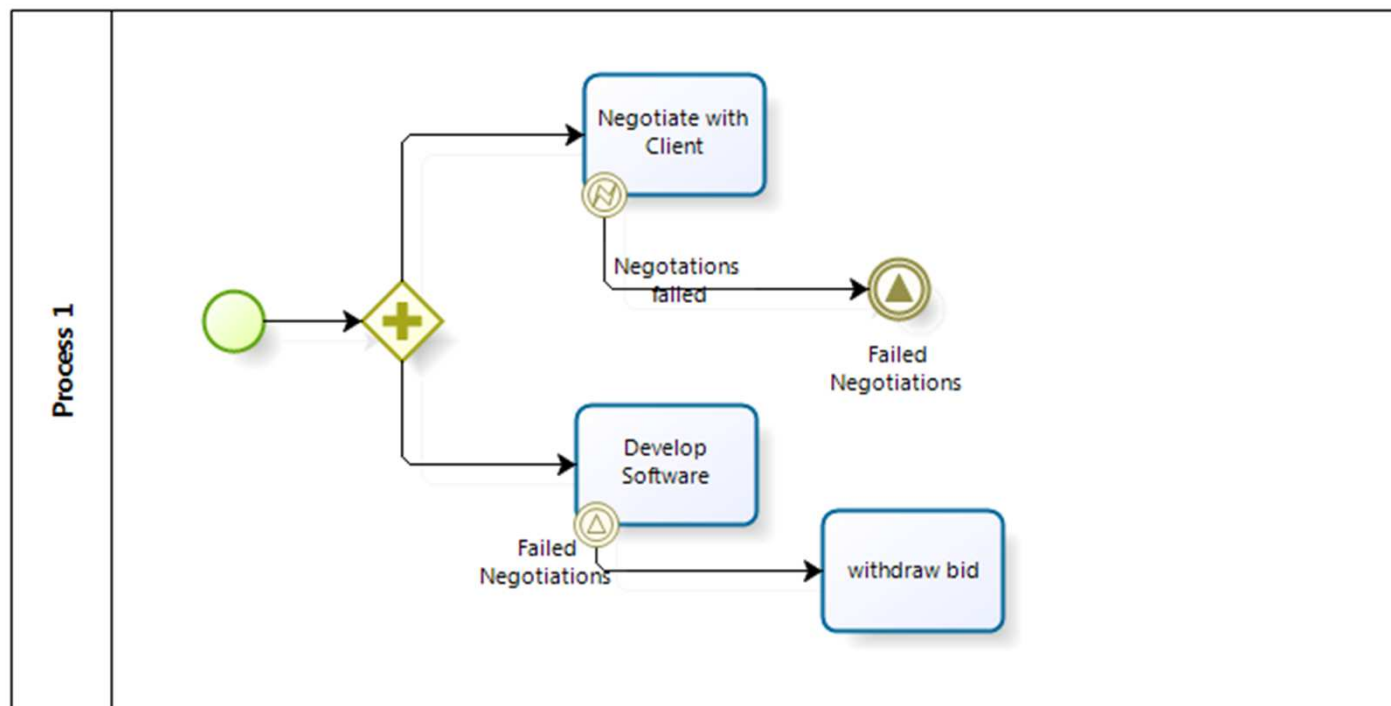 Process 1
Negotiate with
Client
Negotations
failed
Failed
Negotiations
Develop
Software
Failed
Negotiations
withdraw bid